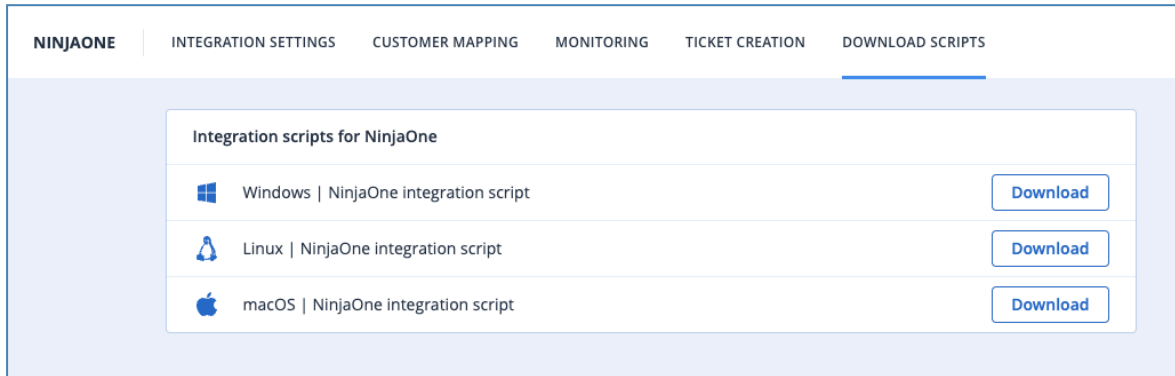 NINJAONE INTEGRATION SETTINGS CUSTOMER MAPPING MONITORING TICKET CREATION DOWNLOAD SCRIPTS
Integration scripts for NinjaOne
Windows | NinjaOne integration script Download
Linux | NinjaOne integration script Download
macOS | NinjaOne integration script Download